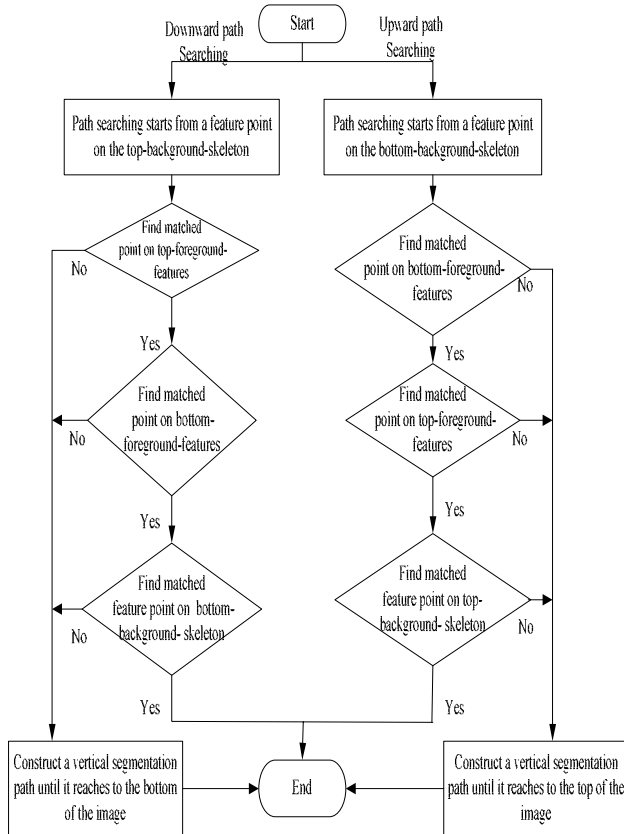 Downward path
Searching
Start
Upward path
Searching
Path searching starts from a feature point
on the top-background-skeleton
Path searching starts from a feature point
on the bottom-background-skeleton
Find matched
point on top-foreground-
features
No
Yes
Find matched
point on bottom-foreground-
features
No
Yes
Find matched
point on bottom-
foreground-features
No
Yes
Find matched
point on top-foreground-
features
No
Yes
Find matched
feature point on bottom-
background- skeleton
No
Yes
Find matched
feature point on top-
background- skeleton
No
Yes
Construct a vertical segmentation
path until it reaches to the bottom
of the image
End
Construct a vertical segmentation
path until it reaches to the top of the
image